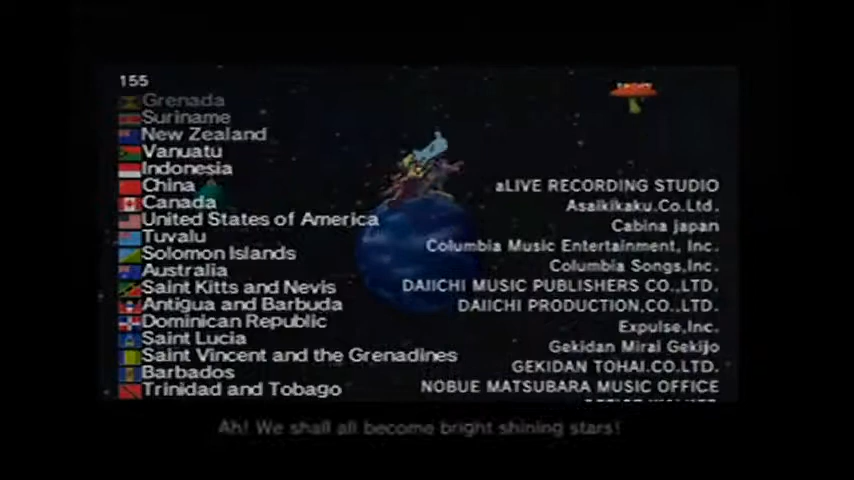 155
Grenada
Suriname
New Zealand
Vanuatu
Indonesia
China
Canada
United States of America
Tuvalu
Solomon Islands
Australia
Saint Kitts and Nevis
Antigua and Barbuda
Dominican Republic
Saint Lucia
Saint Vincent and the Grenadines
Barbados
Trinidad and Tobago
aLIVE RECORDING STUDIO
Asaikikaku.Co.Ltd.
Cabina japan
Columbia Music Entertainment, Inc.
Columbia Songs,Inc.
DAIICHI MUSIC PUBLISHERS CO.,LTD.
DAIICHI PRODUCTION,CO.,LTD.
Expulse,Inc.
Gekidan Mirai Gekijo
GEKIDAN TOHAI.CO.LTD.
NOBUE MATSUBARA MUSIC OFFICE
Ah! We shall all become bright shining stars!